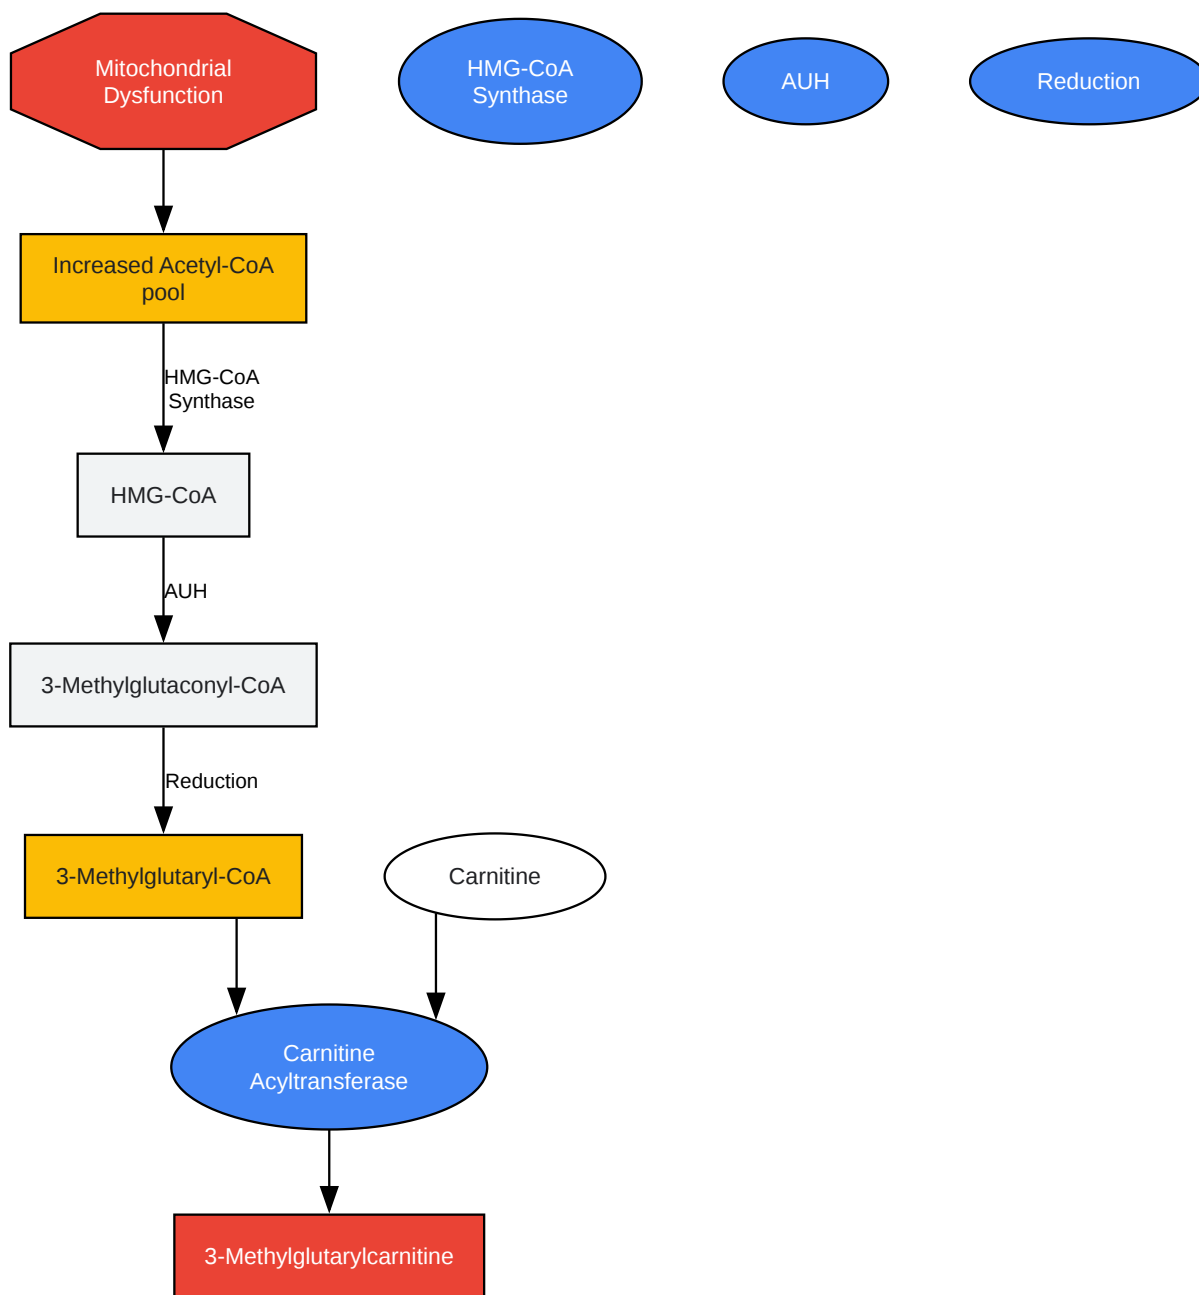 Mitochondrial
Dysfunction
HMG-CoA
Synthase
AUH
Reduction
Increased Acetyl-CoA
pool
HMG-CoA
Synthase
HMG-CoA
AUH
3-Methylglutaconyl-CoA
Reduction
3-Methylglutaryl-CoA
Carnitine
Carnitine
Acyltransferase
3-Methylglutarylcarnitine